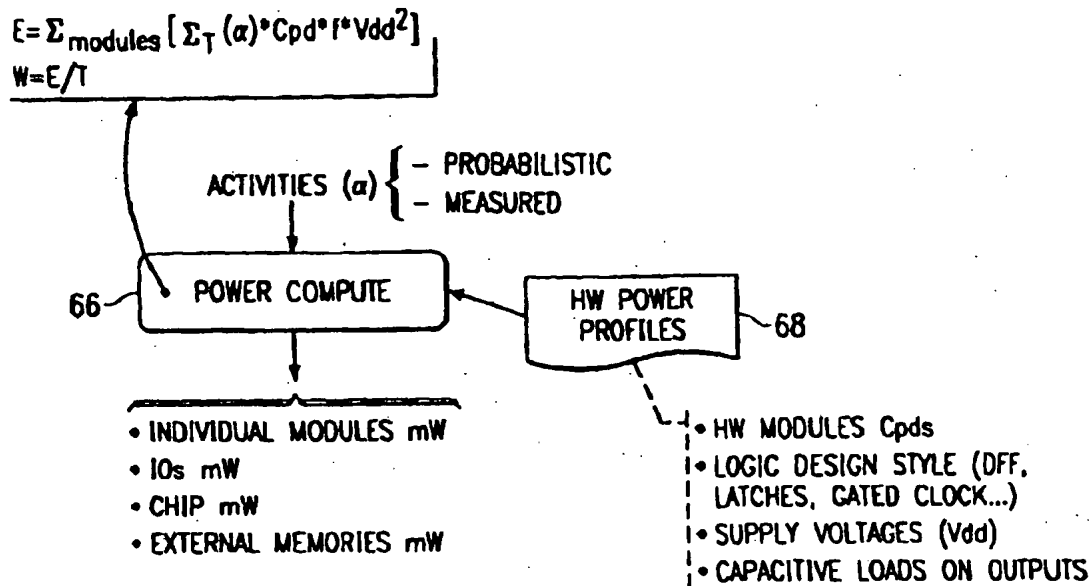 E=Σmodules[ΣT(α)*Cpd*f*Vdd²]
W=E/T
ACTIVITIES (α)
- PROBABILISTIC
- MEASURED
66
POWER COMPUTE
HW POWER
PROFILES
68
• INDIVIDUAL MODULES mW
• IOs mW
• CHIP mW
• EXTERNAL MEMORIES mW
• HW MODULES Cpds
• LOGIC DESIGN STYLE (DFF,
LATCHES, GATED CLOCK...)
• SUPPLY VOLTAGES (Vdd)
• CAPACITIVE LOADS ON OUTPUTS